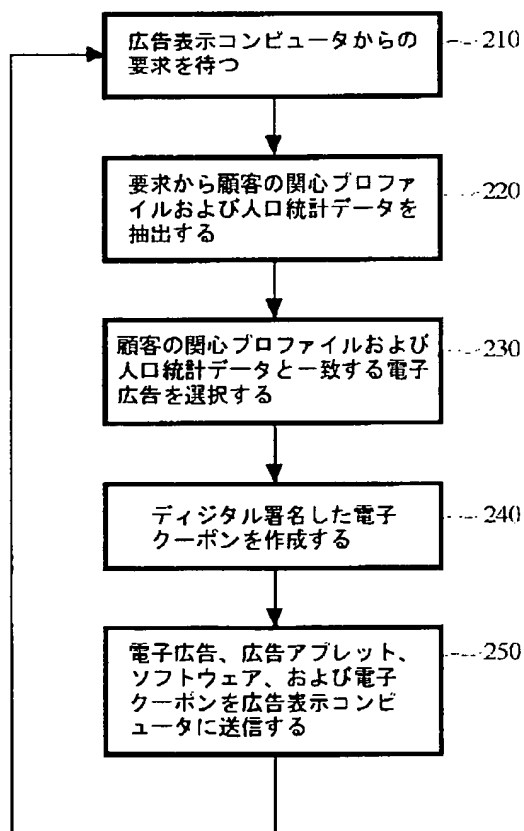 広告表示コンピュータからの
要求を待つ
210
要求から顧客の関心プロファ
イルおよび人口統計データを
抽出する
220
顧客の関心プロファイルおよび
人口統計データと一致する電子
広告を選択する
230
ディジタル署名した電子
クーポンを作成する
240
電子広告、広告アプレット、
ソフトウェア、および電子
クーポンを広告表示コンピ
ュータに送信する
250